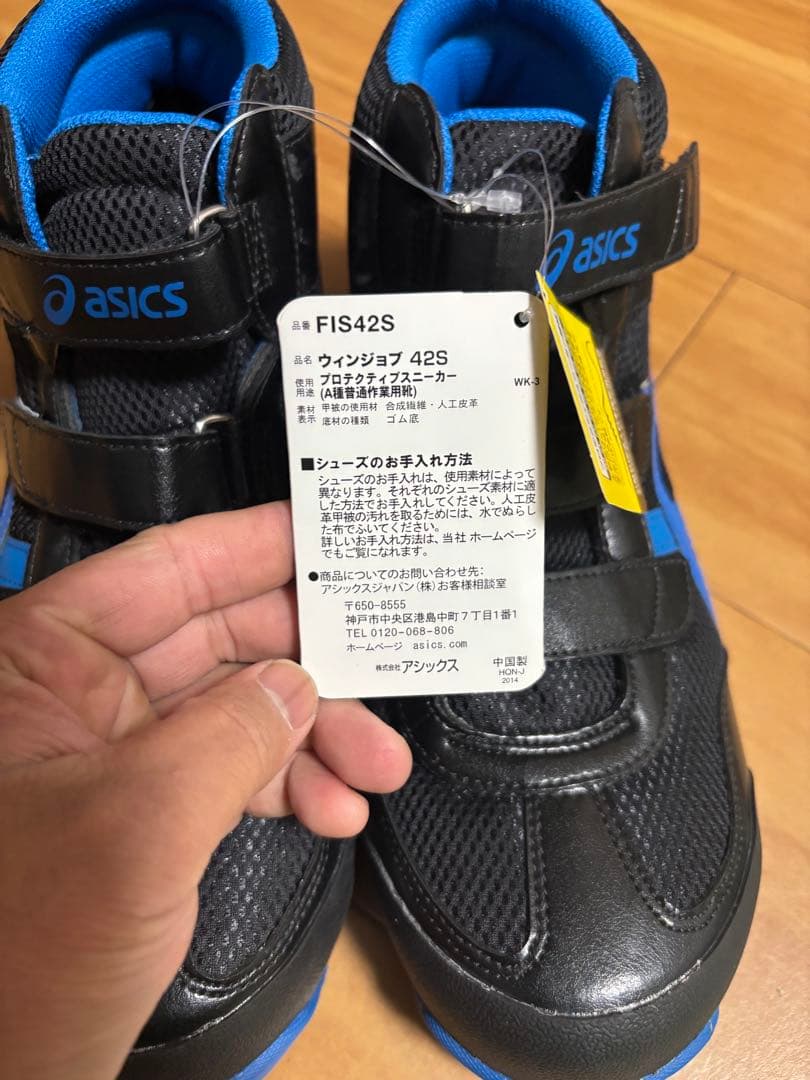 asics
asics
品番 FIS42S
品名 ウィンジョブ 42S
使用用途 プロテクティブスニーカー
(A種普通作業用靴)
WK-3
素材表示 甲被の使用材 合成繊維・人工皮革
底材の種類 ゴム底
■シューズのお手入れ方法
シューズのお手入れは、使用素材によって
異なります。それぞれのシューズ素材に適
した方法でお手入れしてください。人工皮
革甲被の汚れを取るためには、水でぬらし
た布でふいてください。
詳しいお手入れ方法は、当社 ホームページ
でもご覧になれます。
●商品についてのお問い合わせ先:
アシックスジャパン(株)お客様相談室
〒650-8555
神戸市中央区港島中町7丁目1番1
TEL 0120-068-806
ホームページ asics.com
株式会社 アシックス
中国製
HON-J
2014